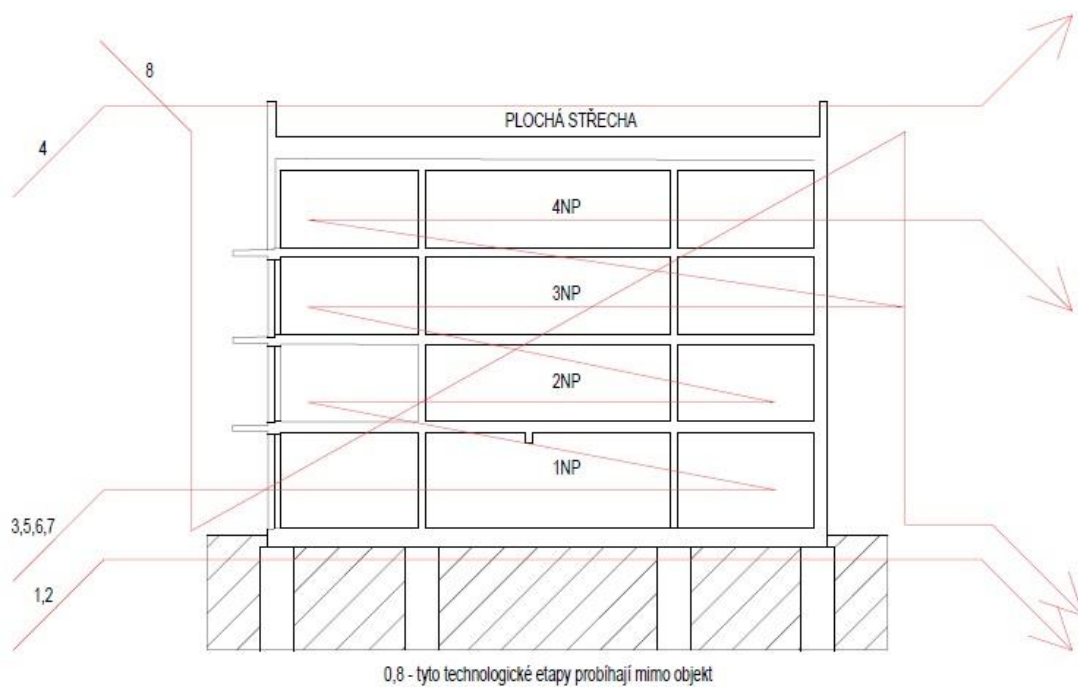 8
PLOCHÁ STŘECHA
4
4NP
3NP
2NP
1NP
3,5,6,7
1,2
0,8 - tyto technologické etapy probíhají mimo objekt